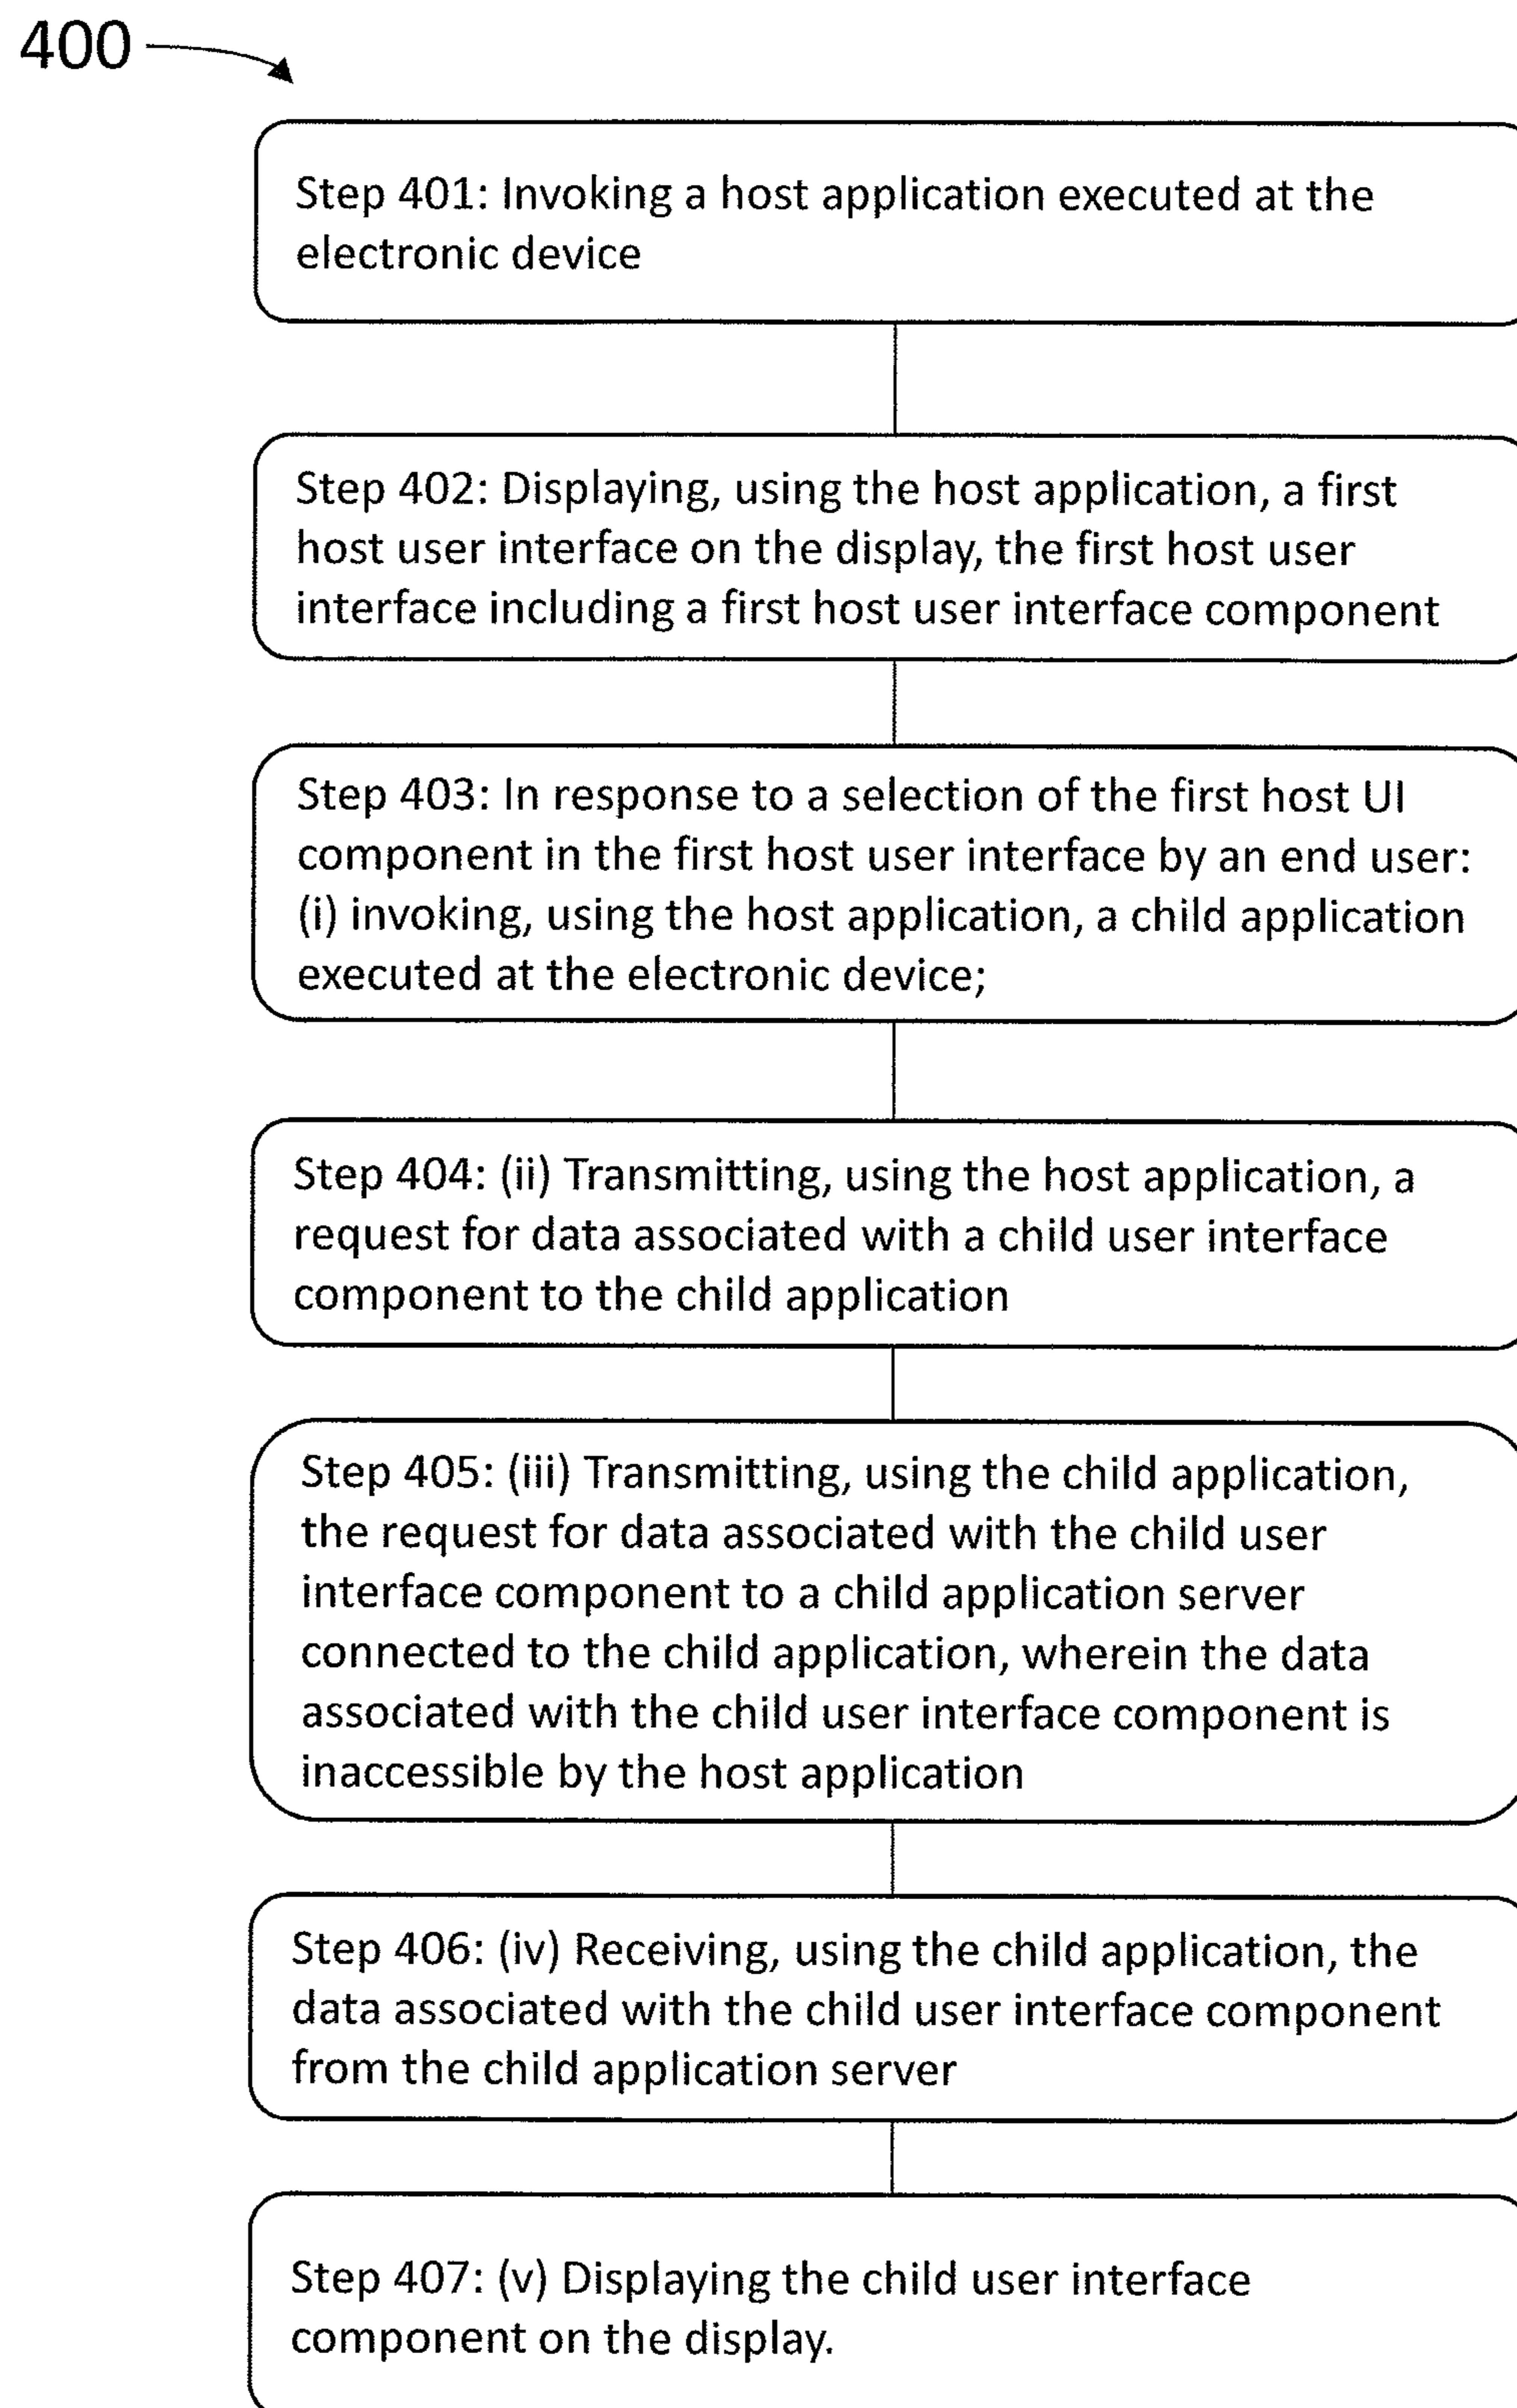 400
Step 401: Invoking a host application executed at the
electronic device
Step 402: Displaying, using the host application, a first
host user interface on the display, the first host user
interface including a first host user interface component
Step 403: In response to a selection of the first host UI
component in the first host user interface by an end user:
(i) invoking, using the host application, a child application
executed at the electronic device;
Step 404: (ii) Transmitting, using the host application, a
request for data associated with a child user interface
component to the child application
Step 405: (iii) Transmitting, using the child application,
the request for data associated with the child user
interface component to a child application server
connected to the child application, wherein the data
associated with the child user interface component is
inaccessible by the host application
Step 406: (iv) Receiving, using the child application, the
data associated with the child user interface component
from the child application server
Step 407: (v) Displaying the child user interface
component on the display.